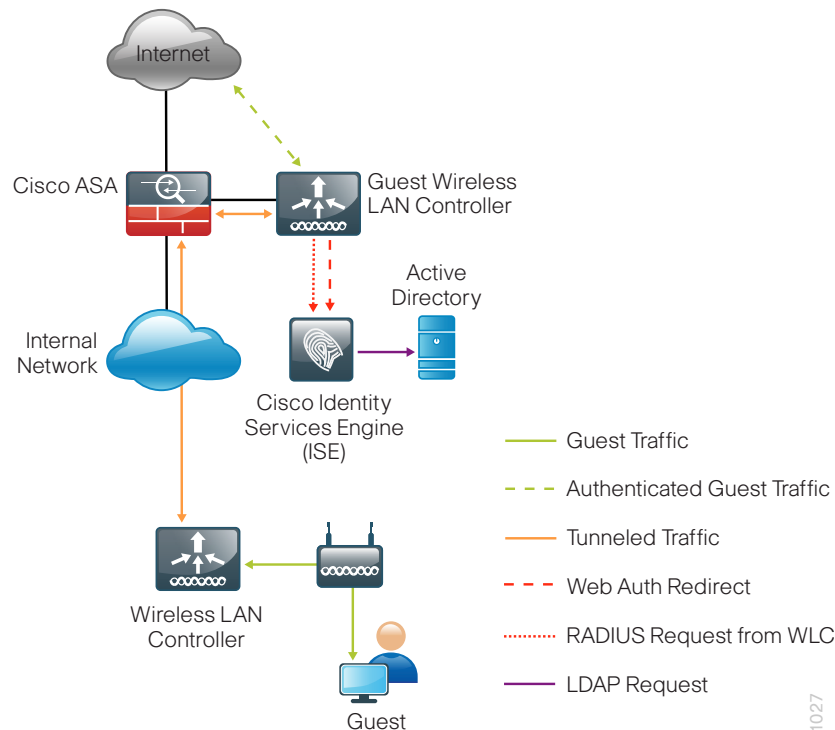 Internet
Cisco ASA
Guest Wireless
LAN Controller
Active
Directory
Internal
Network
Cisco Identity
Services Engine
(ISE)
Guest Traffic
Authenticated Guest Traffic
Tunneled Traffic
Wireless LAN
Controller
Web Auth Redirect
RADIUS Request from WLC
LDAP Request
Guest
1027